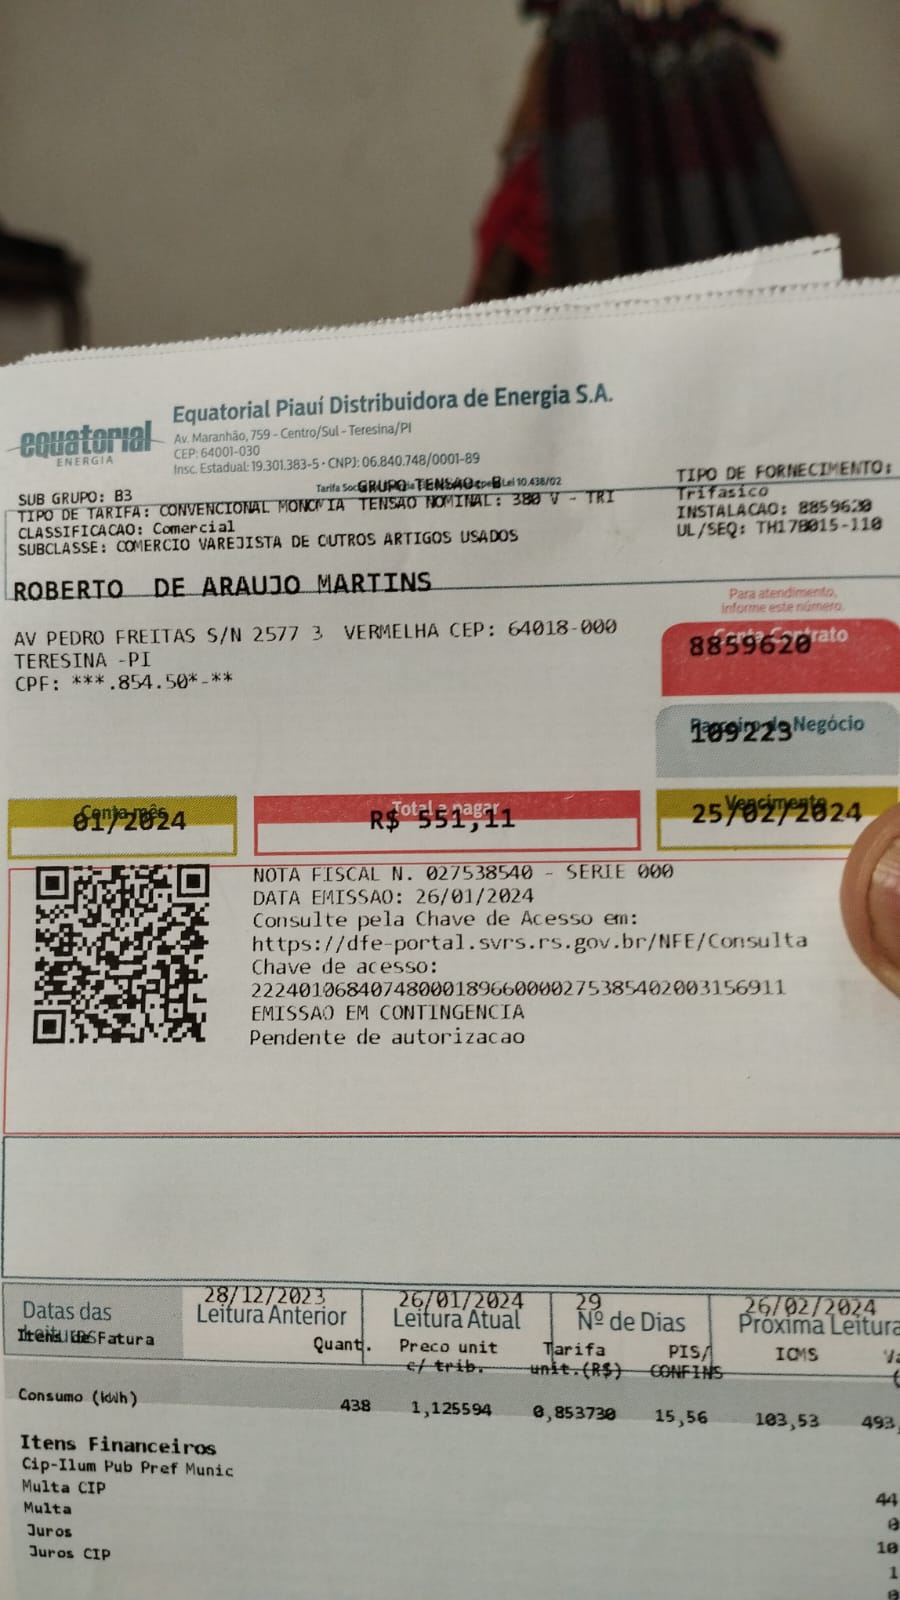 equatorial
ENERGIA
Equatorial Piauí Distribuidora de Energia S.A.
Av. Maranhão, 759 - Centro/Sul - Teresina/PI
CEP: 64001-030
Insc. Estadual: 19.301.383-5 • CNPJ: 06.840.748/0001-89
GRUPO TENSAO: B
Lei 10.438/02
SUB GRUPO: B3
TIPO DE TARIFA: CONVENCIONAL MONOMIA TENSAO NOMINAL: 380 V - TRI
CLASSIFICACAO: Comercial
SUBCLASSE: COMERCIO VAREJISTA DE OUTROS ARTIGOS USADOS
TIPO DE FORNECIMENTO:
Trifasico
INSTALACAO: 8859620
UL/SEQ: TH17B015-110
ROBERTO DE ARAUJO MARTINS
AV PEDRO FREITAS S/N 2577 3 VERMELHA CEP: 64018-000
TERESINA -PI
CPF: ***.854.50*-**
Para atendimento,
informe este número.
Conta Contrato
8859620
Parceiro de Negócio
109223
Conta mês
01/2024
Total a pagar
R$ 551,11
Vencimento
25/02/2024
NOTA FISCAL N. 027538540 - SERIE 000
DATA EMISSAO: 26/01/2024
Consulte pela Chave de Acesso em:
https://dfe-portal.svrs.rs.gov.br/NFE/Consulta
Chave de acesso:
22240106840748000189660000275385402003156911
EMISSAO EM CONTINGENCIA
Pendente de autorizacao
Datas das
Leituras
28/12/2023
Leitura Anterior
26/01/2024
Leitura Atual
29
Nº de Dias
26/02/2024
Próxima Leitura
Itens de Fatura Quant. Preco unit c/ trib. Tarifa unit.(R$) PIS/ CONFINS ICMS
Consumo (kWh) 438 1,125594 0,853730 15,56 103,53 493,
Itens Financeiros
Cip-Ilum Pub Pref Munic 44
Multa CIP 0
Multa 10
Juros 1
Juros CIP 0